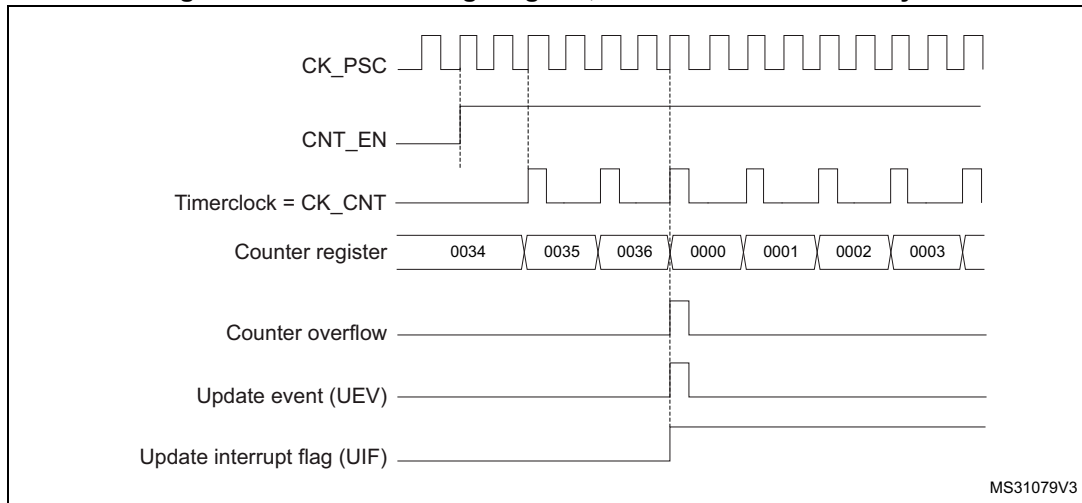 CK_PSC
CNT_EN
Timerclock = CK_CNT
Counter register 0034 0035 0036 0000 0001 0002 0003
Counter overflow
Update event (UEV)
Update interrupt flag (UIF)
MS31079V3